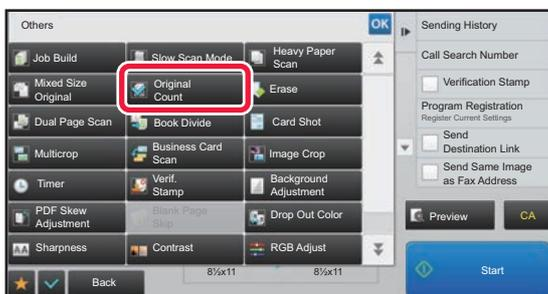 Others
OK
Job Build
Slow Scan Mode
Heavy Paper
Scan
Mixed Size
Original
Original
Count
Erase
Dual Page Scan
Book Divide
Card Shot
Multicrop
Business Card
Scan
Image Crop
Timer
Verif.
Stamp
Background
Adjustment
PDF Skew
Adjustment
Blank Page
Skip
Drop Out Color
AA Sharpness
Contrast
RGB Adjust
Back
8½x11
8½x11
Sending History
Call Search Number
Verification Stamp
Program Registration
Register Current Settings
Send
Destination Link
Send Same Image
as Fax Address
Preview
CA
Start